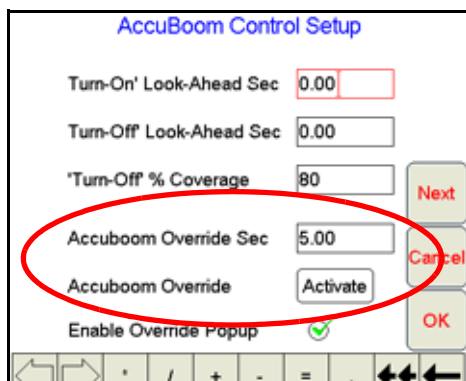 AccuBoom Control Setup
Turn-On' Look-Ahead Sec 0.00
Turn-Off' Look-Ahead Sec 0.00
'Turn-Off' % Coverage 80
Next
Accuboom Override Sec 5.00
Cancel
Accuboom Override Activate
Enable Override Popup
OK
' / + - = .